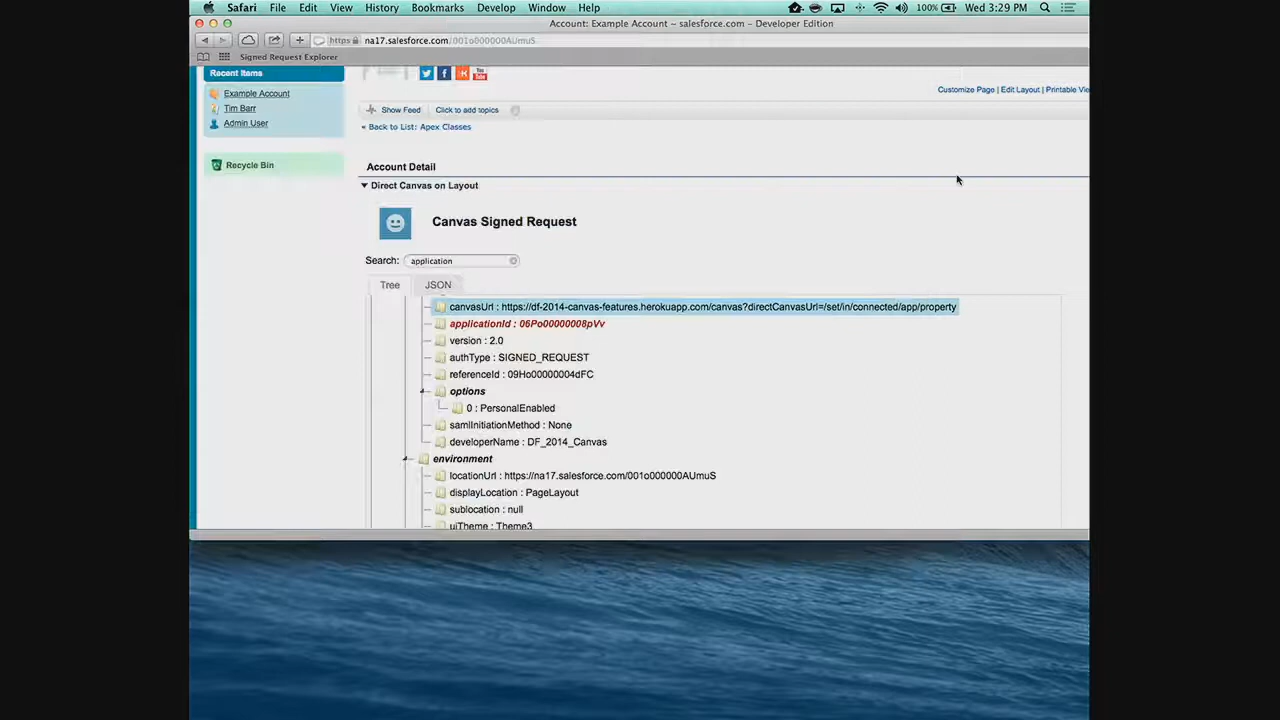 Safari File Edit View History Bookmarks Develop Window Help 100% Wed 3:29 PM
Account: Example Account ~ salesforce.com - Developer Edition
https na17.salesforce.com/001o000000AUmuS
Signed Request Explorer
Recent Items
Example Account
Tim Barr
Admin User
Recycle Bin
You Tube
Customize Page | Edit Layout | Printable Vie
Show Feed Click to add topics
« Back to List: Apex Classes
Account Detail
Direct Canvas on Layout
Canvas Signed Request
Search: application
Tree JSON
canvasUrl : https://df-2014-canvas-features.herokuapp.com/canvas?directCanvasUrl=/set/in/connected/app/property
applicationId : 06Po00000008pVv
version : 2.0
authType : SIGNED_REQUEST
referenceId : 09Ho00000004dFC
options
0 : PersonalEnabled
samlInitiationMethod : None
developerName : DF_2014_Canvas
environment
locationUrl : https://na17.salesforce.com/001o000000AUmuS
displayLocation : PageLayout
sublocation : null
uiTheme : Theme3